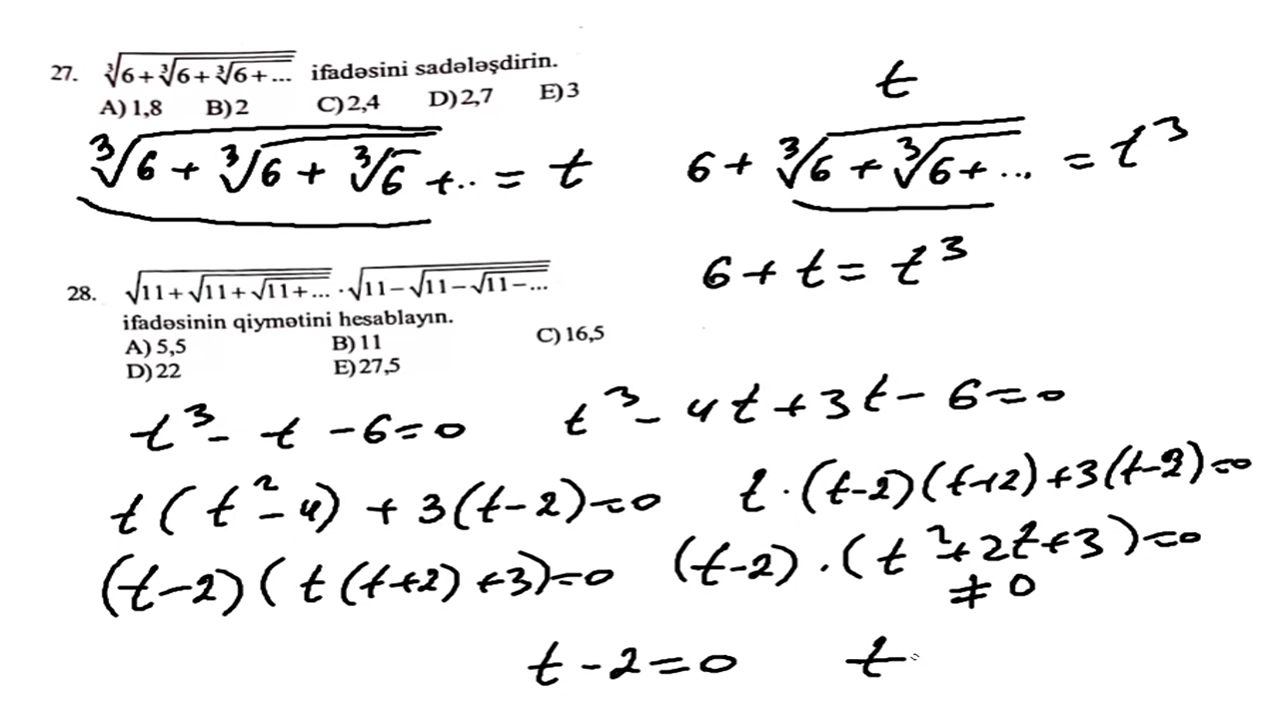 27. ∛6+∛6+∛6+... ifadəsini sadələşdirin.
A) 1,8 B) 2 C) 2,4 D) 2,7 E) 3
t
∛6 + ∛6 + ∛6 + .. = t
6 + ∛6 + ∛6 + ... = t³
6 + t = t³
28. √11+√11+√11+... · √11−√11−√11−...
ifadəsinin qiymətini hesablayın.
A) 5,5 B) 11 C) 16,5
D) 22 E) 27,5
t³ - t - 6 = 0 t³ - 4t + 3t - 6 = 0
t(t² - 4) + 3(t - 2) = 0 t · (t-2)(t+2) + 3(t-2) = 0
(t-2)(t(t+2) + 3) = 0 (t-2) · (t² + 2t + 3) = 0
≠ 0
t - 2 = 0 t